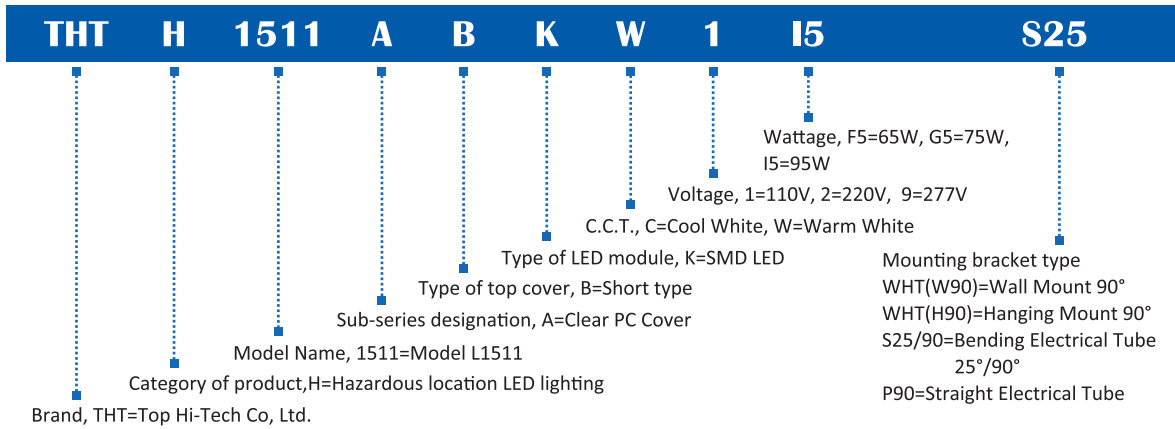 THT H 1511 A B K W 1 I5 S25
Wattage, F5=65W, G5=75W,
I5=95W
Voltage, 1=110V, 2=220V, 9=277V
C.C.T., C=Cool White, W=Warm White
Type of LED module, K=SMD LED
Type of top cover, B=Short type
Sub-series designation, A=Clear PC Cover
Model Name, 1511=Model L1511
Category of product,H=Hazardous location LED lighting
Brand, THT=Top Hi-Tech Co, Ltd.
Mounting bracket type
WHT(W90)=Wall Mount 90°
WHT(H90)=Hanging Mount 90°
S25/90=Bending Electrical Tube
25°/90°
P90=Straight Electrical Tube